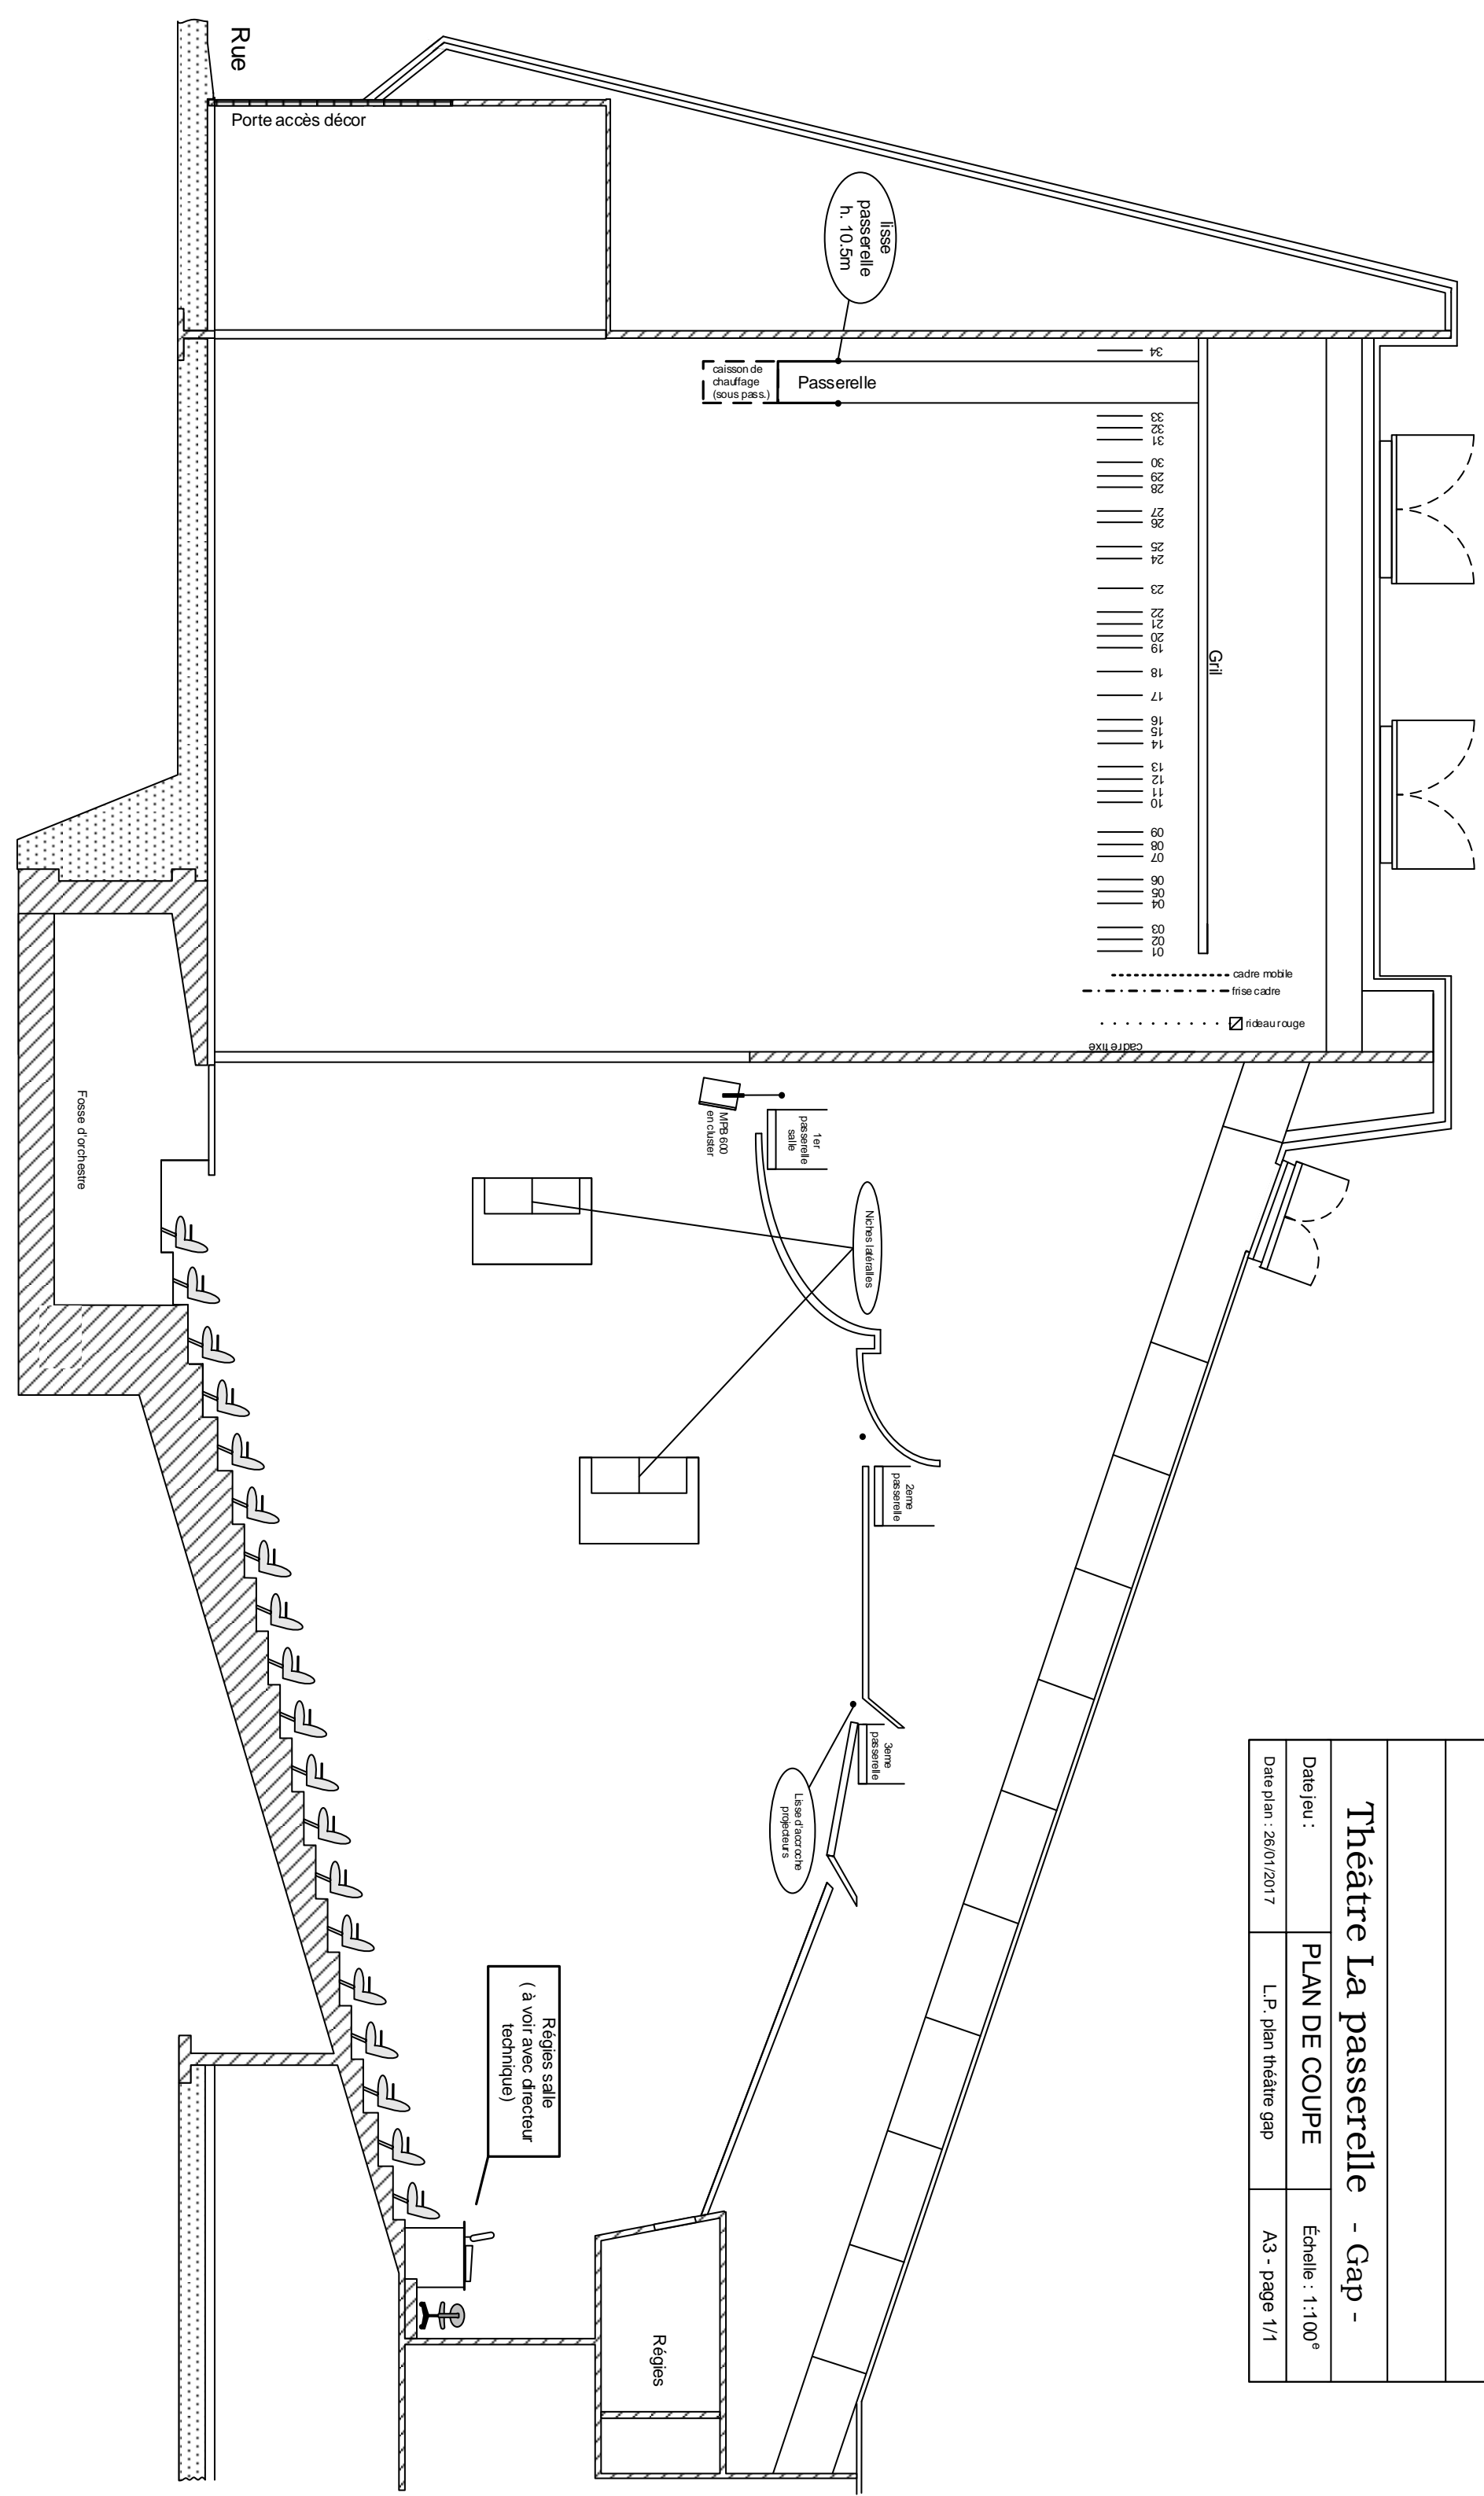 Rue
Porte accès décor
lisse
passerelle
h. 10.5m
caisson de
chauffage
(sous pass.)
Passerelle
34
33
32
31
30
29
28
27
26
25
24
23
22
21
20
19
18
17
16
15
14
13
12
11
10
09
08
07
06
05
04
03
02
01
Gril
cadre mobile
frise cadre
rideau rouge
cadre fixe
Fosse d'orchestre
MPB 600
en cluster
1er
passerelle
salle
Niches latéralles
2eme
passerelle
3eme
passerelle
Lisse d'accroche
projecteurs
Régies salle
( à voir avec directeur
technique)
Régies
Théâtre La passerelle - Gap -
Date jeu :
PLAN DE COUPE
Échelle : 1:100e
Date plan : 26/01/2017
L.P. plan théâtre gap
A3 - page 1/1